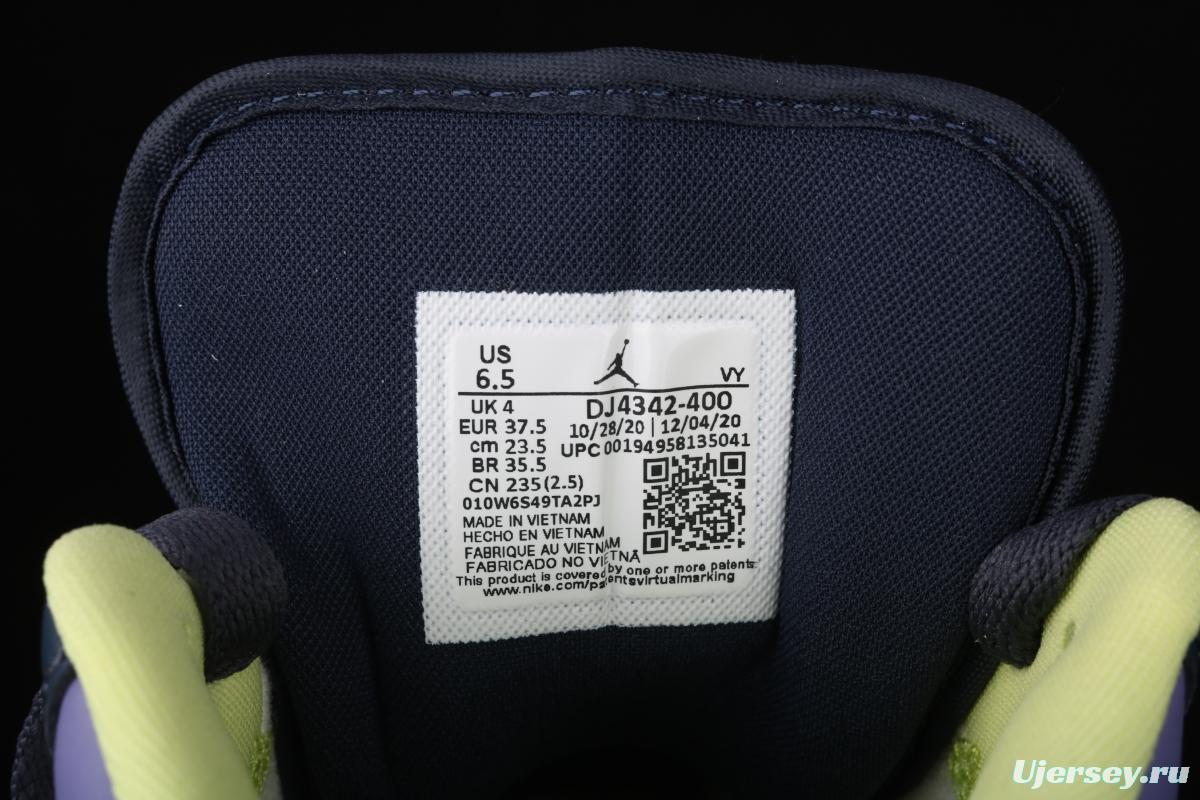 US
6.5
VY
UK 4
DJ4342-400
EUR 37.5
10/28/20 | 12/04/20
cm 23.5
UPC 00194958135041
BR 35.5
CN 235 (2.5)
010W6S49TA2PJ
MADE IN VIETNAM
HECHO EN VIETNAM
FABRIQUE AU VIETNAM
FABRICADO NO VIETNÃ
This product is covered by one or more patents
www.nike.com/patentsvirtualmarking
Ujersey.ru